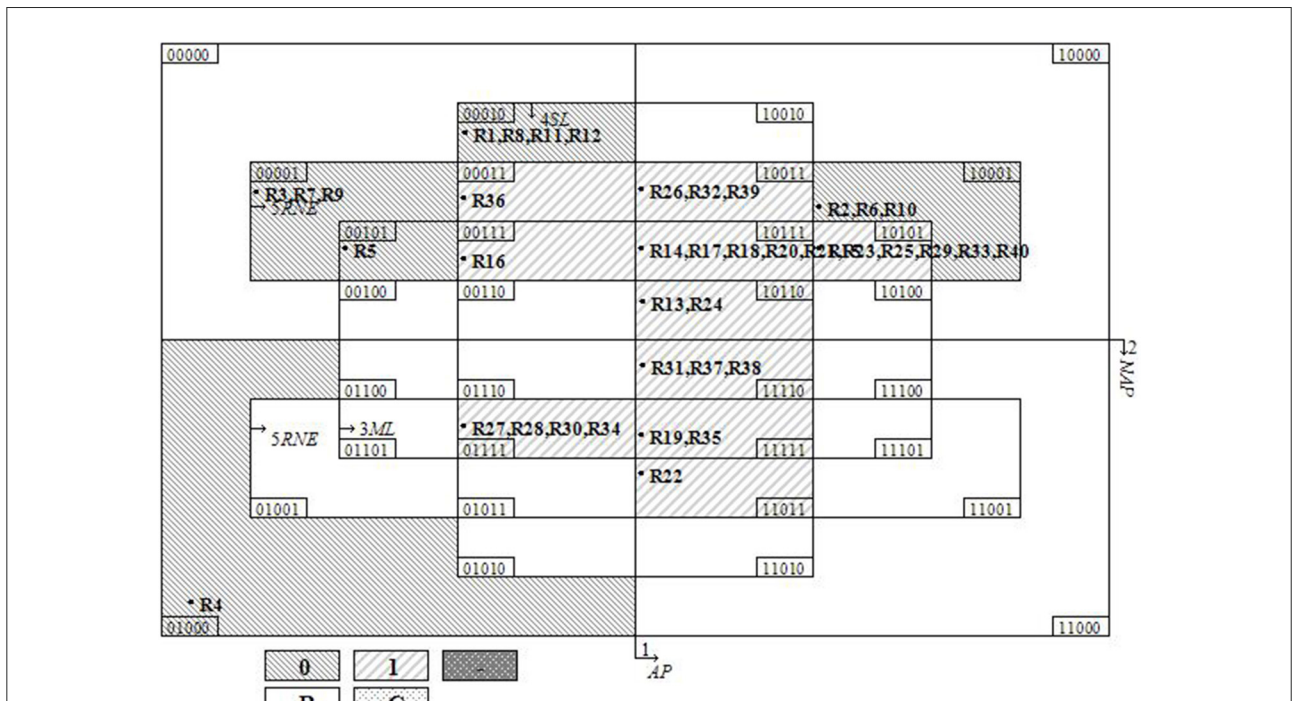 00000 10000
00010 4SL 10010
R1,R8,R11,R12
00001 00011 10011 10001
R3,R7,R9 R36 R26,R32,R39 R2,R6,R10
5RNE
00101 00111 10111 10101
R5 R16 R14,R17,R18,R20,R21,R23,R25,R29,R33,R40
00100 00110 10110 10100
R13,R24
2
MAP
R31,R37,R38
01100 01110 11110 11100
5RNE 3ML R27,R28,R30,R34 R19,R35
01101 01111 11111 11101
R22
01001 01011 11011 11001
01010 11010
R4
01000 11000
1
AP
0 1 -